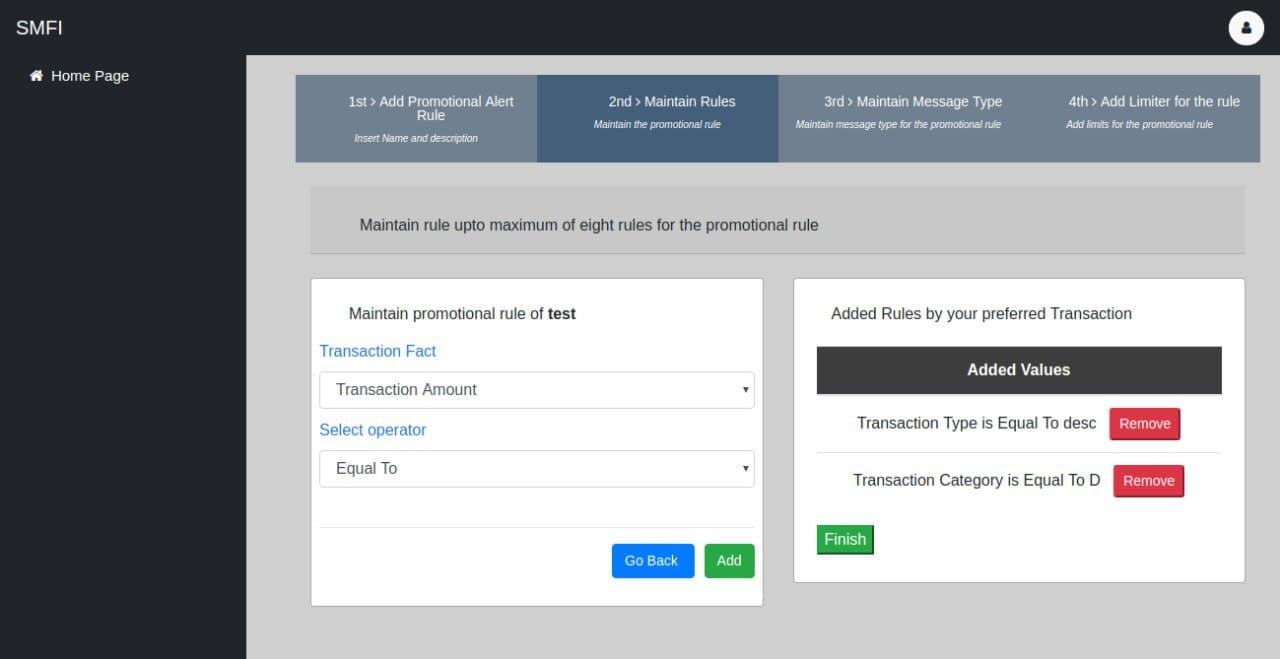 SMFI
Home Page
1st > Add Promotional Alert
Rule
Insert Name and description
2nd > Maintain Rules
Maintain the promotional rule
3rd > Maintain Message Type
Maintain message type for the promotional rule
4th > Add Limiter for the rule
Add limits for the promotional rule
Maintain rule upto maximum of eight rules for the promotional rule
Maintain promotional rule of test
Transaction Fact
Transaction Amount
Select operator
Equal To
Go Back
Add
Added Rules by your preferred Transaction
Added Values
Transaction Type is Equal To desc
Remove
Transaction Category is Equal To D
Remove
Finish